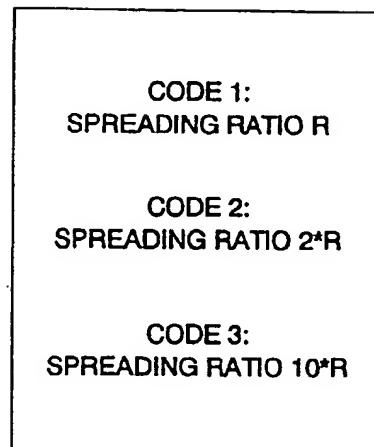 CODE 1:
SPREADING RATIO R
CODE 2:
SPREADING RATIO 2*R
CODE 3:
SPREADING RATIO 10*R